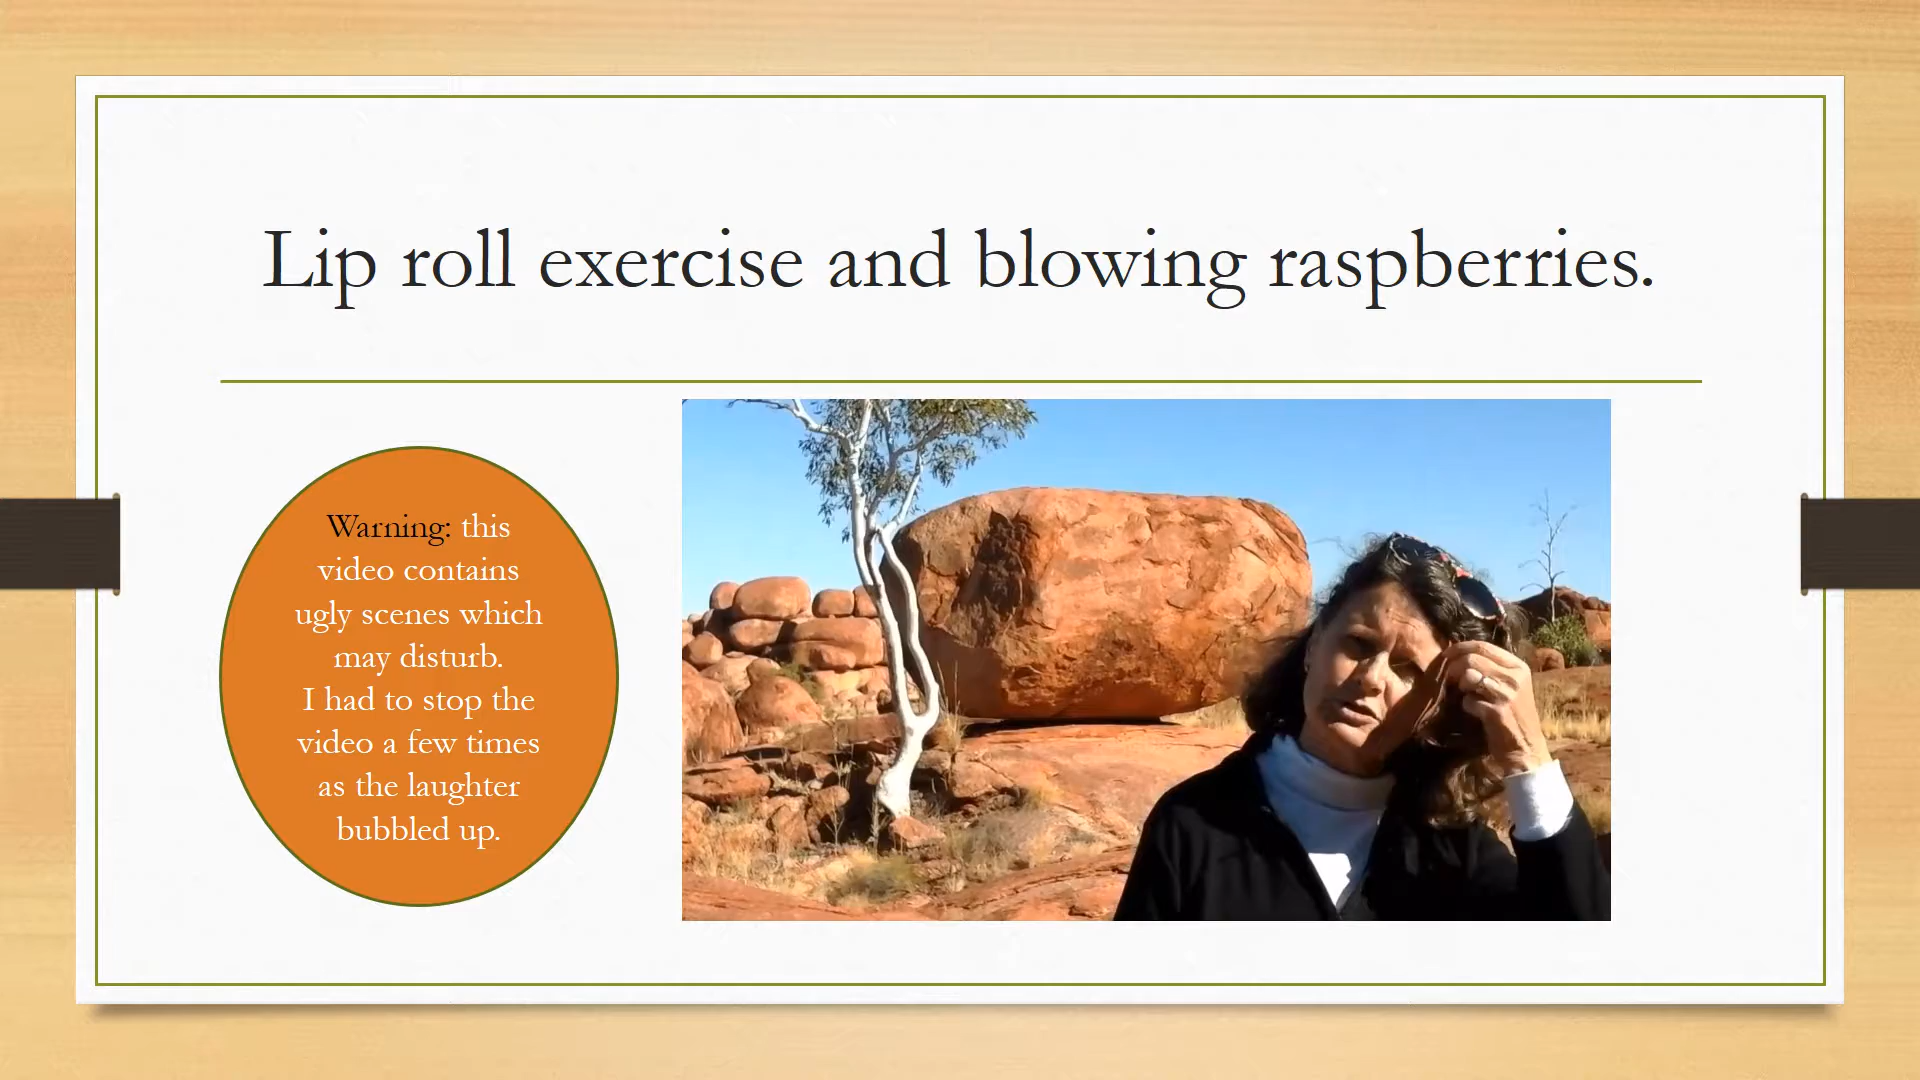 Lip roll exercise and blowing raspberries.
Warning: this
video contains
ugly scenes which
may disturb.
I had to stop the
video a few times
as the laughter
bubbled up.